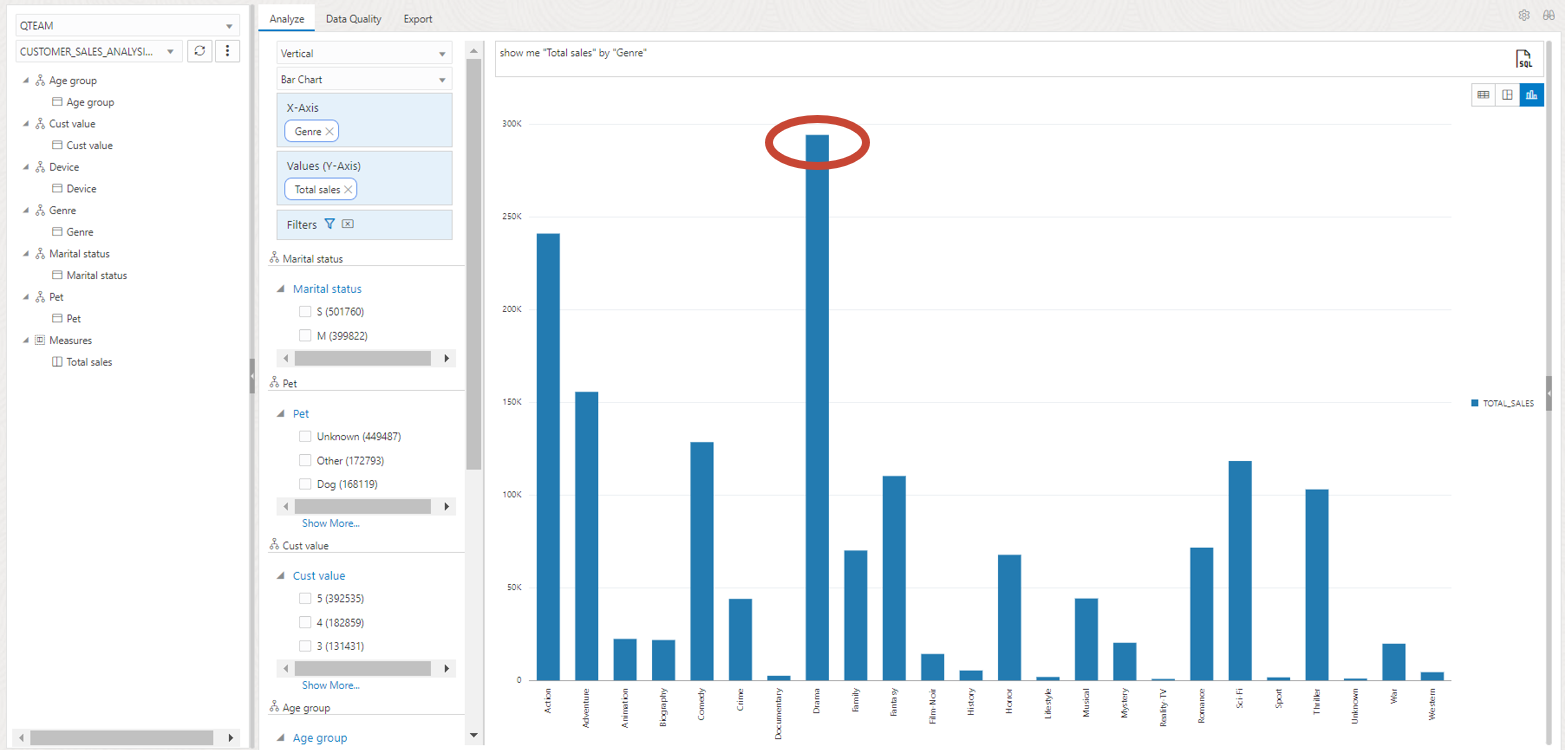 QTEAM
CUSTOMER_SALES_ANALYSI...
Age group
Age group
Cust value
Cust value
Device
Device
Genre
Genre
Marital status
Marital status
Pet
Pet
Measures
Total sales
Analyze Data Quality Export
Vertical
Bar Chart
X-Axis
Genre
Values (Y-Axis)
Total sales
Filters
Marital status
Marital status
S (501760)
M (399822)
Pet
Pet
Unknown (449487)
Other (172793)
Dog (168119)
Show More...
Cust value
Cust value
5 (392535)
4 (182859)
3 (131431)
Show More...
Age group
Age group
show me "Total sales" by "Genre"
SQL
300K
250K
200K
150K
100K
50K
0
Action
Adventure
Animation
Biography
Comedy
Crime
Documentary
Drama
Family
Fantasy
Film-Noir
History
Horror
Lifestyle
Musical
Mystery
Reality-TV
Romance
Sci-Fi
Sport
Thriller
Unknown
War
Western
TOTAL_SALES